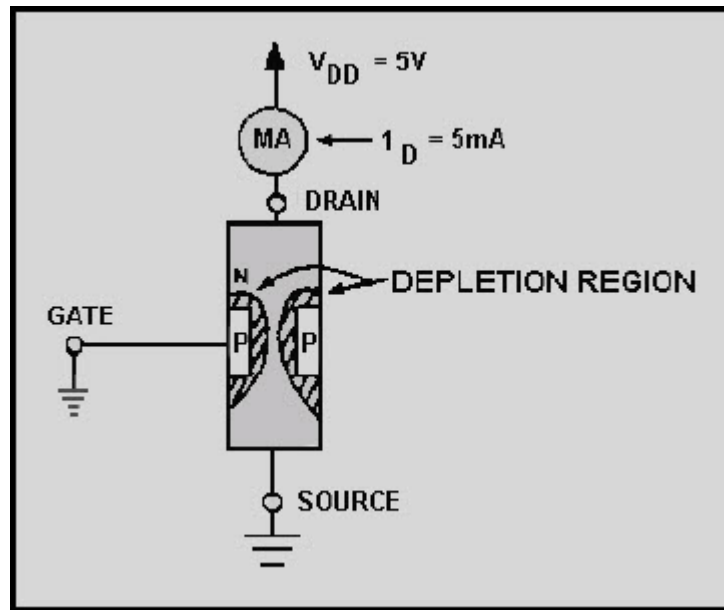 V_DD = 5V
MA
1_D = 5mA
DRAIN
N
DEPLETION REGION
GATE
P
P
SOURCE